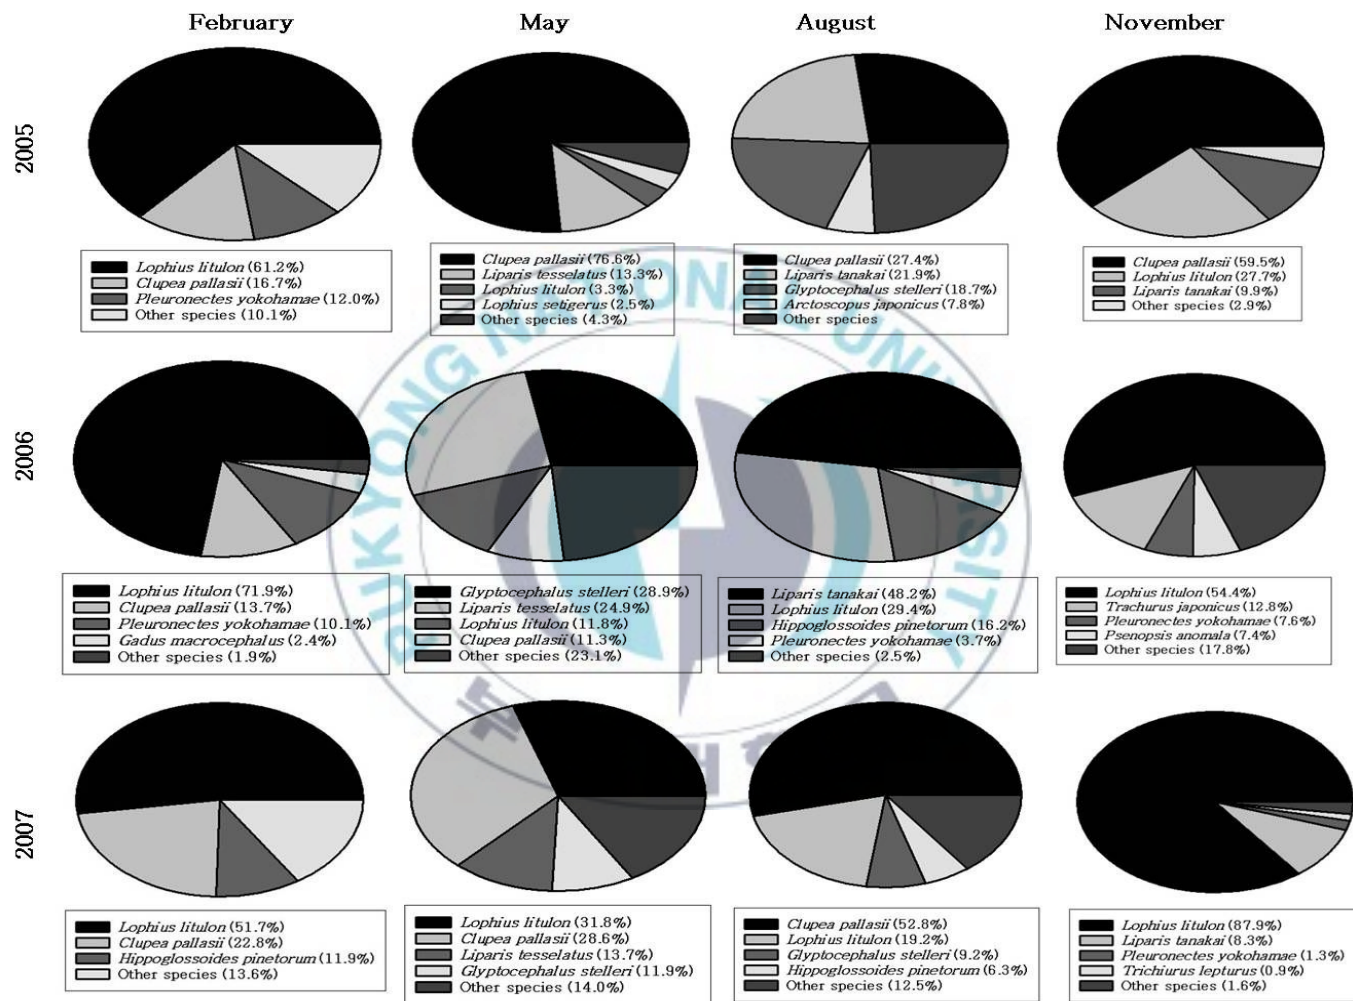 February May August November
2005
Lophius litulon (61.2%)
Clupea pallasii (16.7%)
Pleuronectes yokohamae (12.0%)
Other species (10.1%)
Clupea pallasii (76.6%)
Liparis tesselatus (13.3%)
Lophius litulon (3.3%)
Lophius setigerus (2.5%)
Other species (4.3%)
Clupea pallasii (27.4%)
Liparis tanakai (21.9%)
Glyptocephalus stelleri (18.7%)
Arctoscopus japonicus (7.8%)
Other species
Clupea pallasii (59.5%)
Lophius litulon (27.7%)
Liparis tanakai (9.9%)
Other species (2.9%)
2006
Lophius litulon (71.9%)
Clupea pallasii (13.7%)
Pleuronectes yokohamae (10.1%)
Gadus macrocephalus (2.4%)
Other species (1.9%)
Glyptocephalus stelleri (28.9%)
Liparis tesselatus (24.9%)
Lophius litulon (11.8%)
Clupea pallasii (11.3%)
Other species (23.1%)
Liparis tanakai (48.2%)
Lophius litulon (29.4%)
Hippoglossoides pinetorum (16.2%)
Pleuronectes yokohamae (3.7%)
Other species (2.5%)
Lophius litulon (54.4%)
Trachurus japonicus (12.8%)
Pleuronectes yokohamae (7.6%)
Psenopsis anomala (7.4%)
Other species (17.8%)
2007
Lophius litulon (51.7%)
Clupea pallasii (22.8%)
Hippoglossoides pinetorum (11.9%)
Other species (13.6%)
Lophius litulon (31.8%)
Clupea pallasii (28.6%)
Liparis tesselatus (13.7%)
Glyptocephalus stelleri (11.9%)
Other species (14.0%)
Clupea pallasii (52.8%)
Lophius litulon (19.2%)
Glyptocephalus stelleri (9.2%)
Hippoglossoides pinetorum (6.3%)
Other species (12.5%)
Lophius litulon (87.9%)
Liparis tanakai (8.3%)
Pleuronectes yokohamae (1.3%)
Trichiurus lepturus (0.9%)
Other species (1.6%)
PUKYONG NATIONAL UNIVERSITY